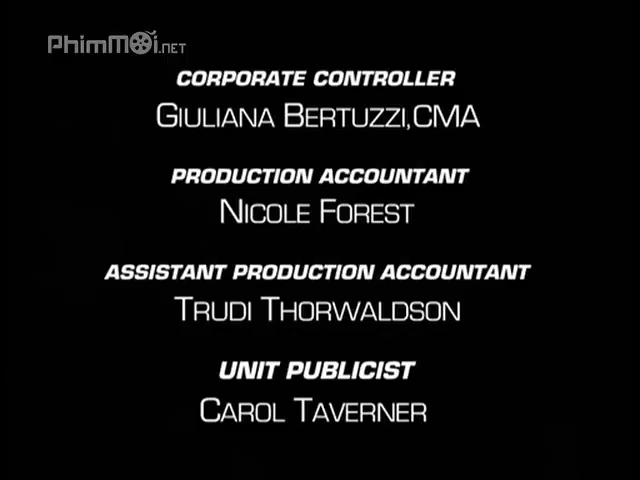 PhimMoi.net
CORPORATE CONTROLLER
GIULIANA BERTUZZI, CMA
PRODUCTION ACCOUNTANT
NICOLE FOREST
ASSISTANT PRODUCTION ACCOUNTANT
TRUDI THORWALDSON
UNIT PUBLICIST
CAROL TAVERNER